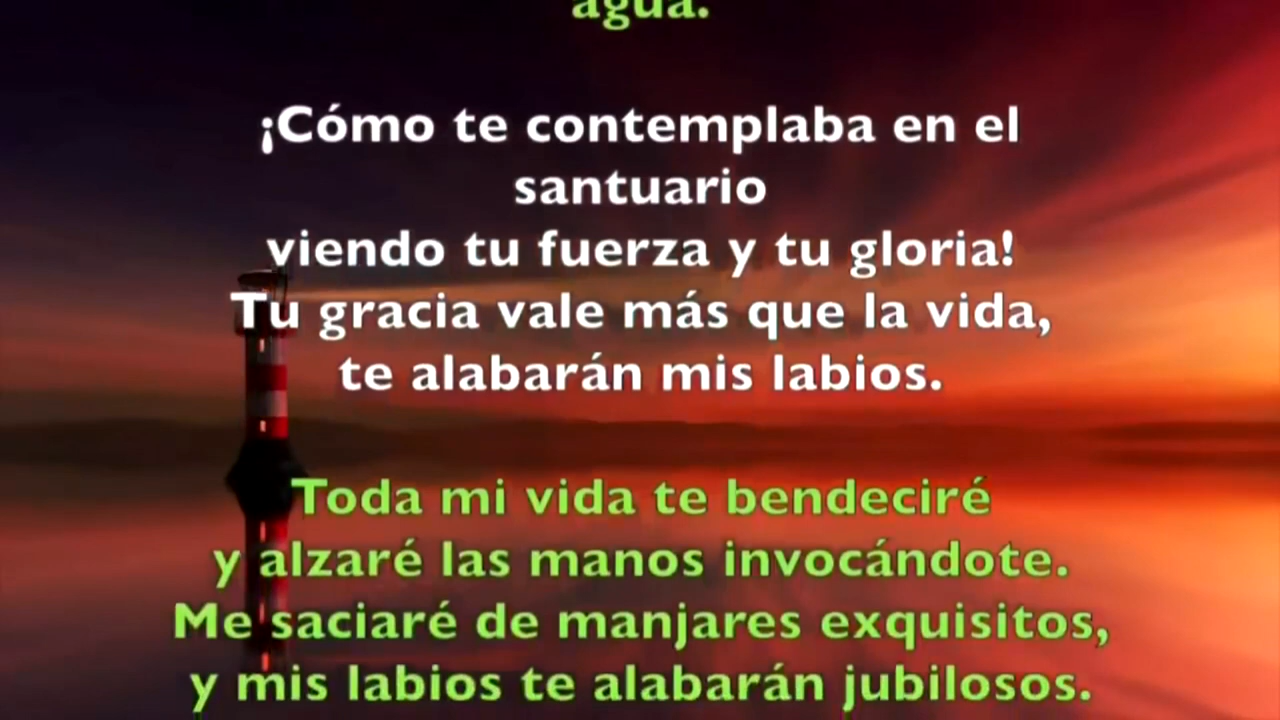 agua.
¡Cómo te contemplaba en el
santuario
viendo tu fuerza y tu gloria!
Tu gracia vale más que la vida,
te alabarán mis labios.
Toda mi vida te bendeciré
y alzaré las manos invocándote.
Me saciaré de manjares exquisitos,
y mis labios te alabarán jubilosos.